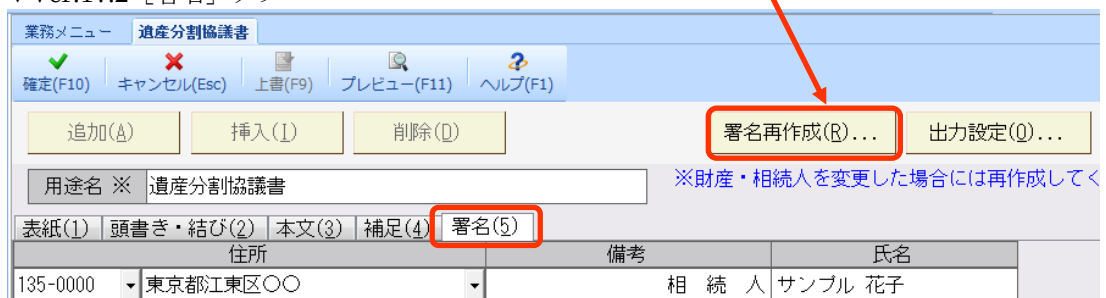 業務メニュー 遺産分割協議書
確定(F10) キャンセル(Esc) 上書(F9) プレビュー(F11) ヘルプ(F1)
追加(A) 挿入(I) 削除(D) 署名再作成(R)... 出力設定(O)...
用途名 ※ 遺産分割協議書 ※財産・相続人を変更した場合には再作成してく
表紙(1) 頭書き・結び(2) 本文(3) 補足(4) 署名(5)
住所 備考 氏名
135-0000 東京都江東区〇〇 相 続 人 サンプル 花子